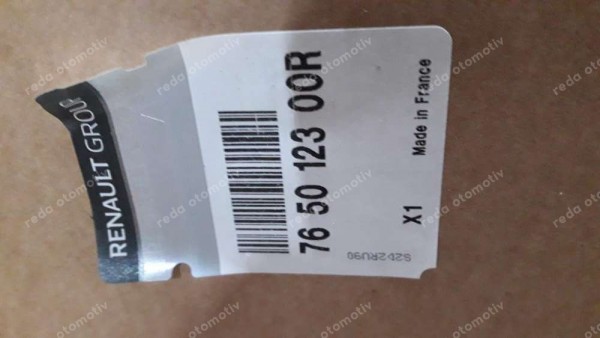 RENAULT GROUP
76 50 123 00R
X1
Made in France
reda otomotiv